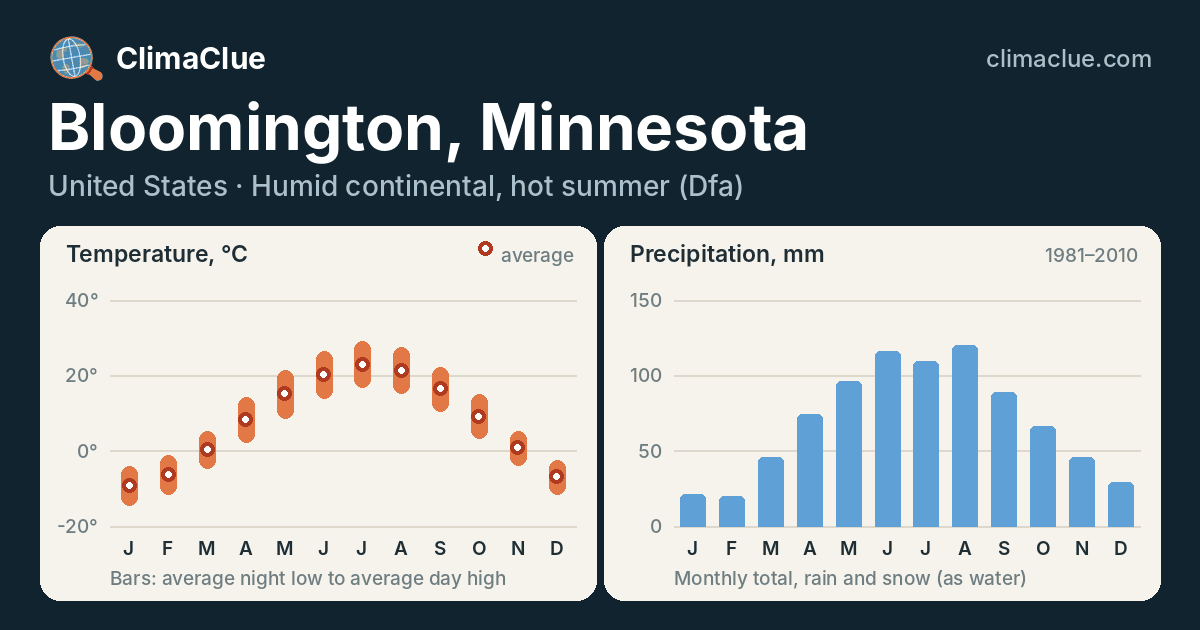 ClimaClue
climaclue.com
Bloomington, Minnesota
United States · Humid continental, hot summer (Dfa)
Temperature, °C
average
40°
20°
0°
-20°
J F M A M J J A S O N D
Bars: average night low to average day high
Precipitation, mm
1981–2010
150
100
50
0
J F M A M J J A S O N D
Monthly total, rain and snow (as water)